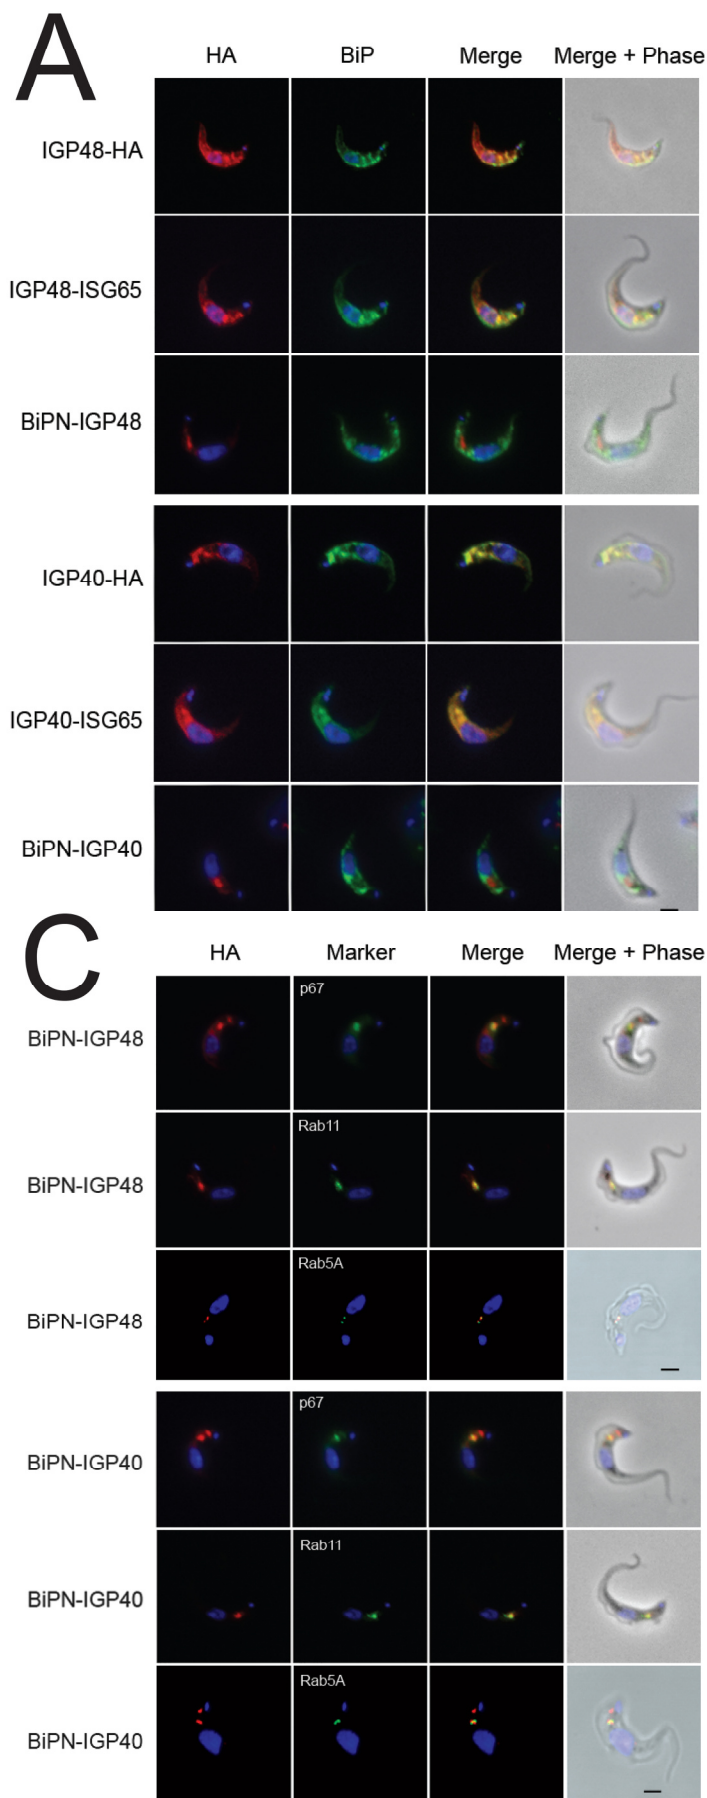 A
HA BiP Merge Merge + Phase
IGP48-HA
IGP48-ISG65
BiPN-IGP48
IGP40-HA
IGP40-ISG65
BiPN-IGP40
C
HA Marker Merge Merge + Phase
p67
BiPN-IGP48
Rab11
BiPN-IGP48
Rab5A
BiPN-IGP48
p67
BiPN-IGP40
Rab11
BiPN-IGP40
Rab5A
BiPN-IGP40